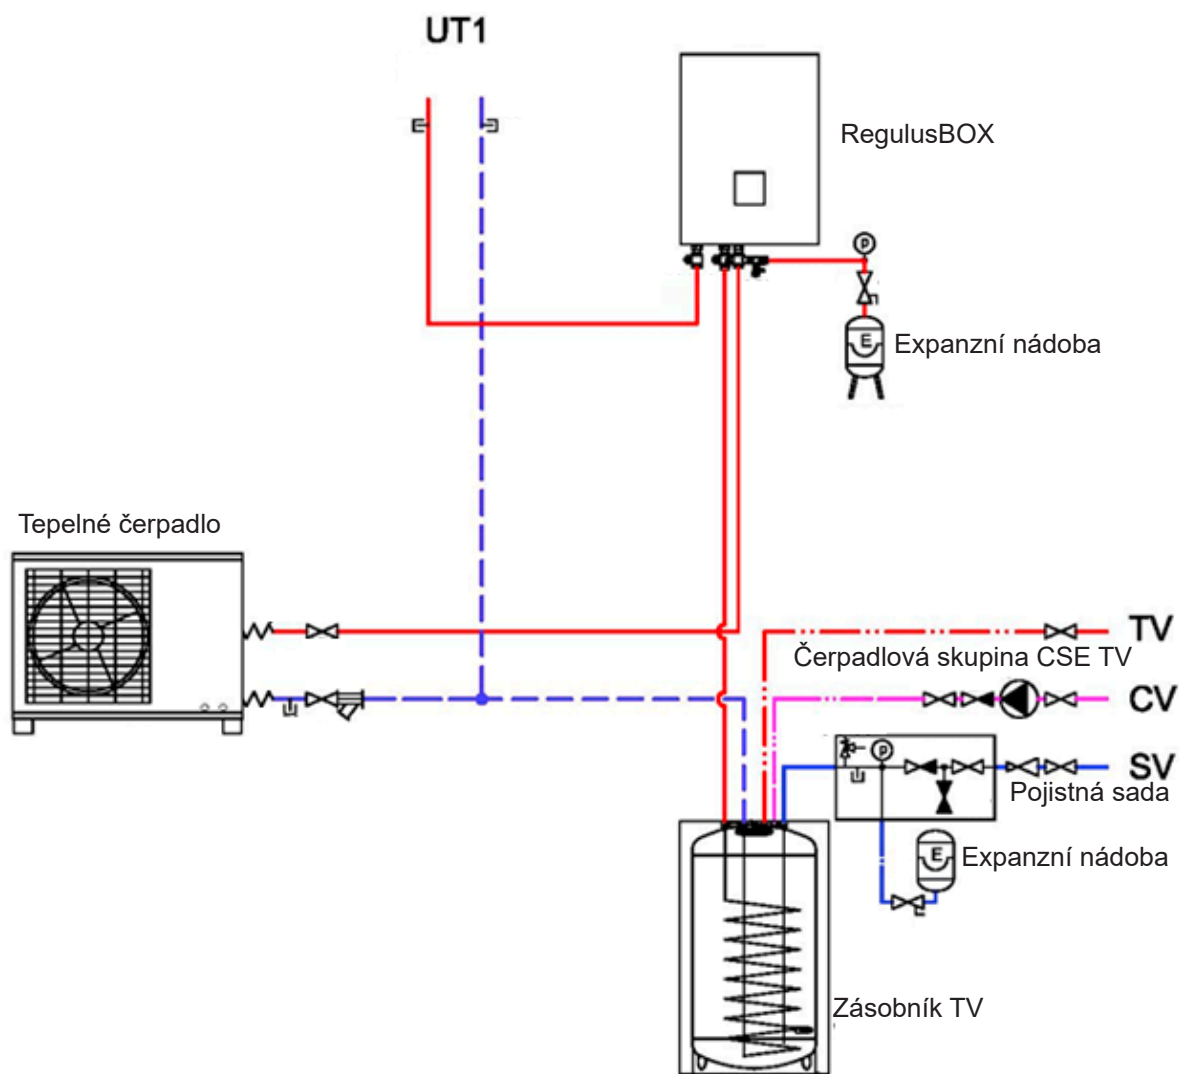 UT1
RegulusBOX
P
E
Expanzní nádoba
Tepelné čerpadlo
TV
Čerpadlová skupina CSE TV
CV
P
SV
Pojistná sada
E
Expanzní nádoba
Zásobník TV